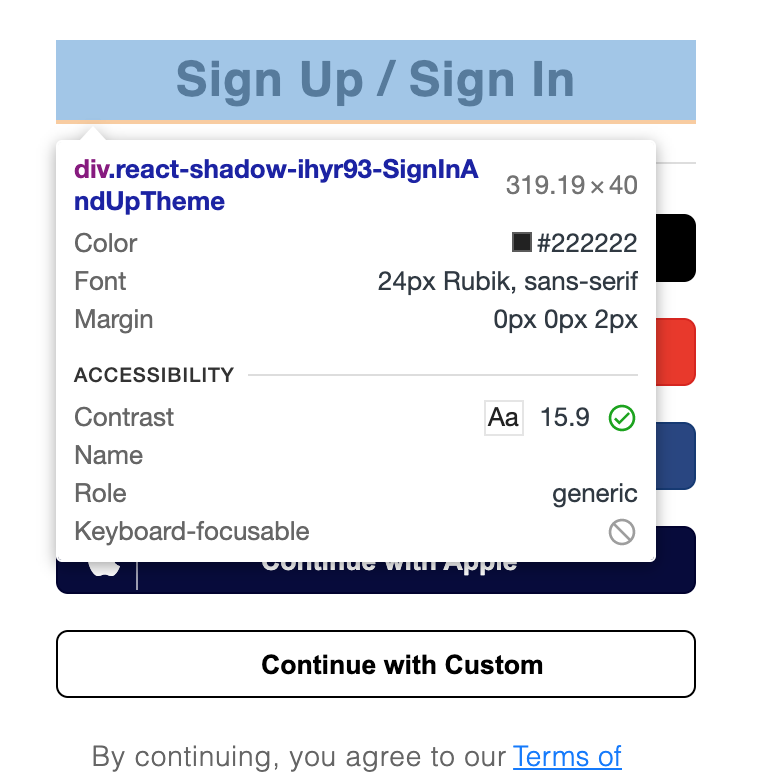 Sign Up / Sign In
div.react-shadow-ihyr93-SignInA
ndUpTheme
319.19 × 40
Color #222222
Font 24px Rubik, sans-serif
Margin 0px 0px 2px
ACCESSIBILITY
Contrast Aa 15.9
Name
Role generic
Keyboard-focusable
Continue with Apple
Continue with Custom
By continuing, you agree to our Terms of